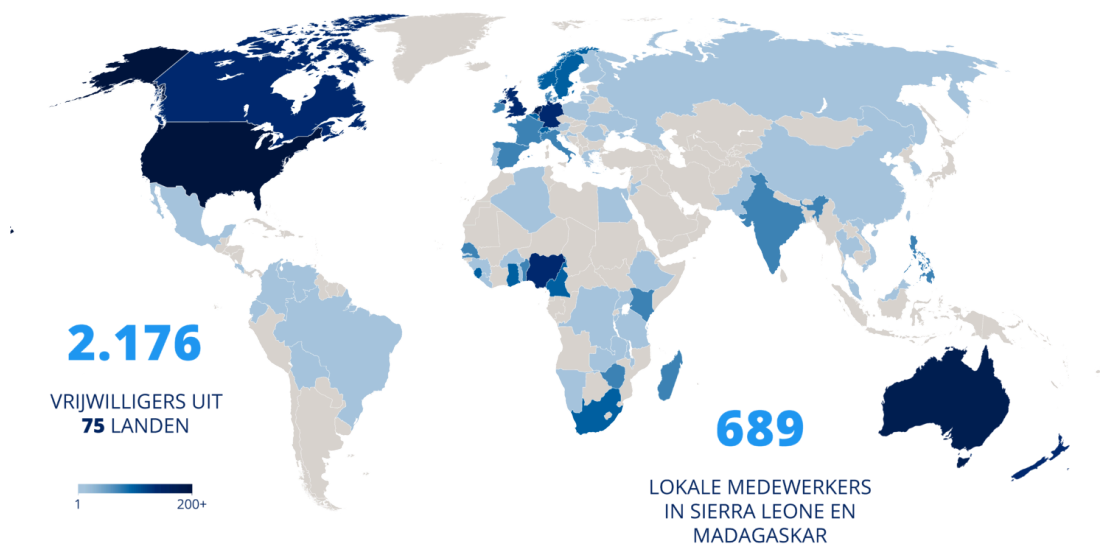 2.176
VRIJWILLIGERS UIT
75 LANDEN
1
200+
689
LOKALE MEDEWERKERS
IN SIERRA LEONE EN
MADAGASKAR